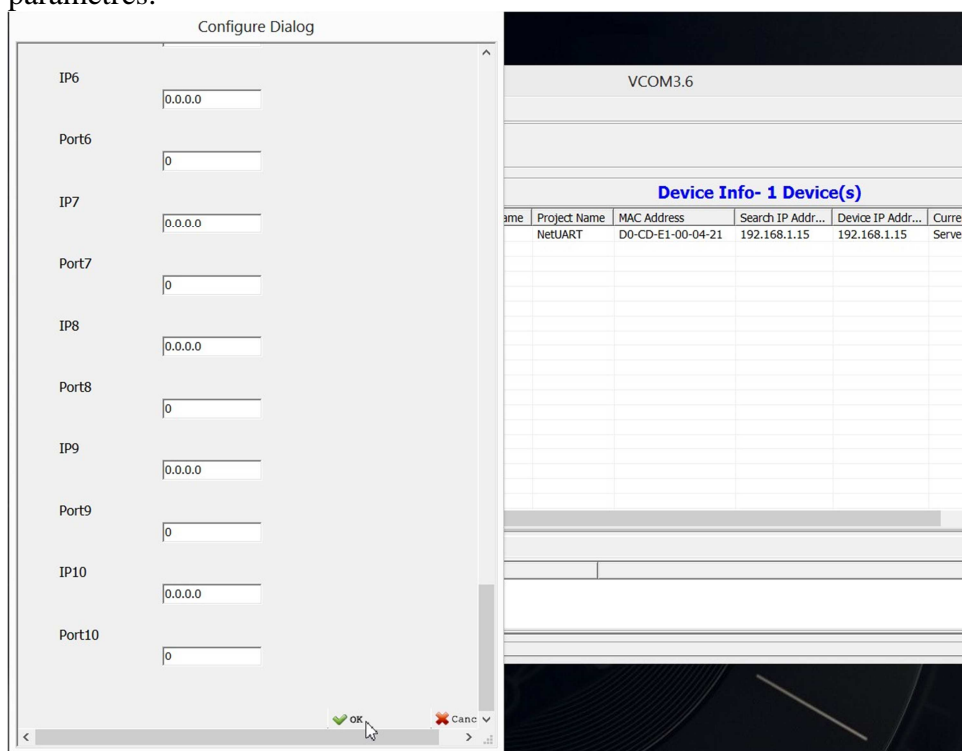 parametres.
Configure Dialog
IP6
0.0.0.0
Port6
0
IP7
0.0.0.0
Port7
0
IP8
0.0.0.0
Port8
0
IP9
0.0.0.0
Port9
0
IP10
0.0.0.0
Port10
0
OK
Canc
VCOM3.6
Device Info- 1 Device(s)
ame Project Name MAC Address Search IP Addr... Device IP Addr... Curre
NetUART D0-CD-E1-00-04-21 192.168.1.15 192.168.1.15 Serve